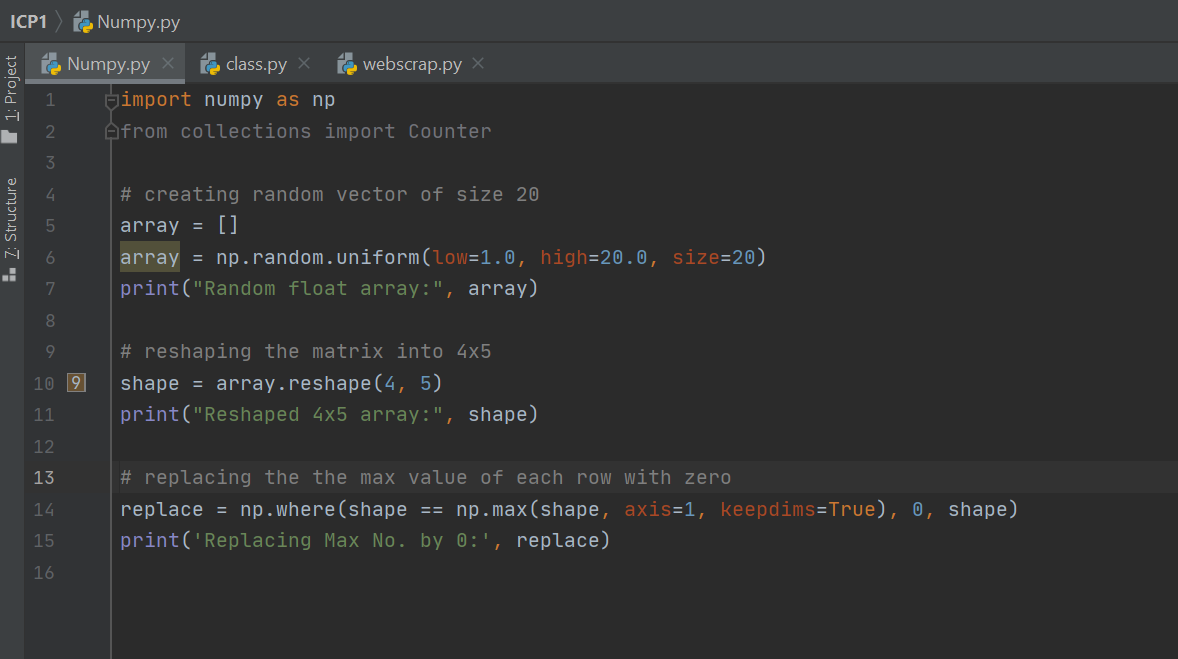 ICP1 Numpy.py
Numpy.py class.py webscrap.py
1: Project
7: Structure
1 import numpy as np
2 from collections import Counter
3
4 # creating random vector of size 20
5 array = []
6 array = np.random.uniform(low=1.0, high=20.0, size=20)
7 print("Random float array:", array)
8
9 # reshaping the matrix into 4x5
10 9 shape = array.reshape(4, 5)
11 print("Reshaped 4x5 array:", shape)
12
13 # replacing the the max value of each row with zero
14 replace = np.where(shape == np.max(shape, axis=1, keepdims=True), 0, shape)
15 print('Replacing Max No. by 0:', replace)
16